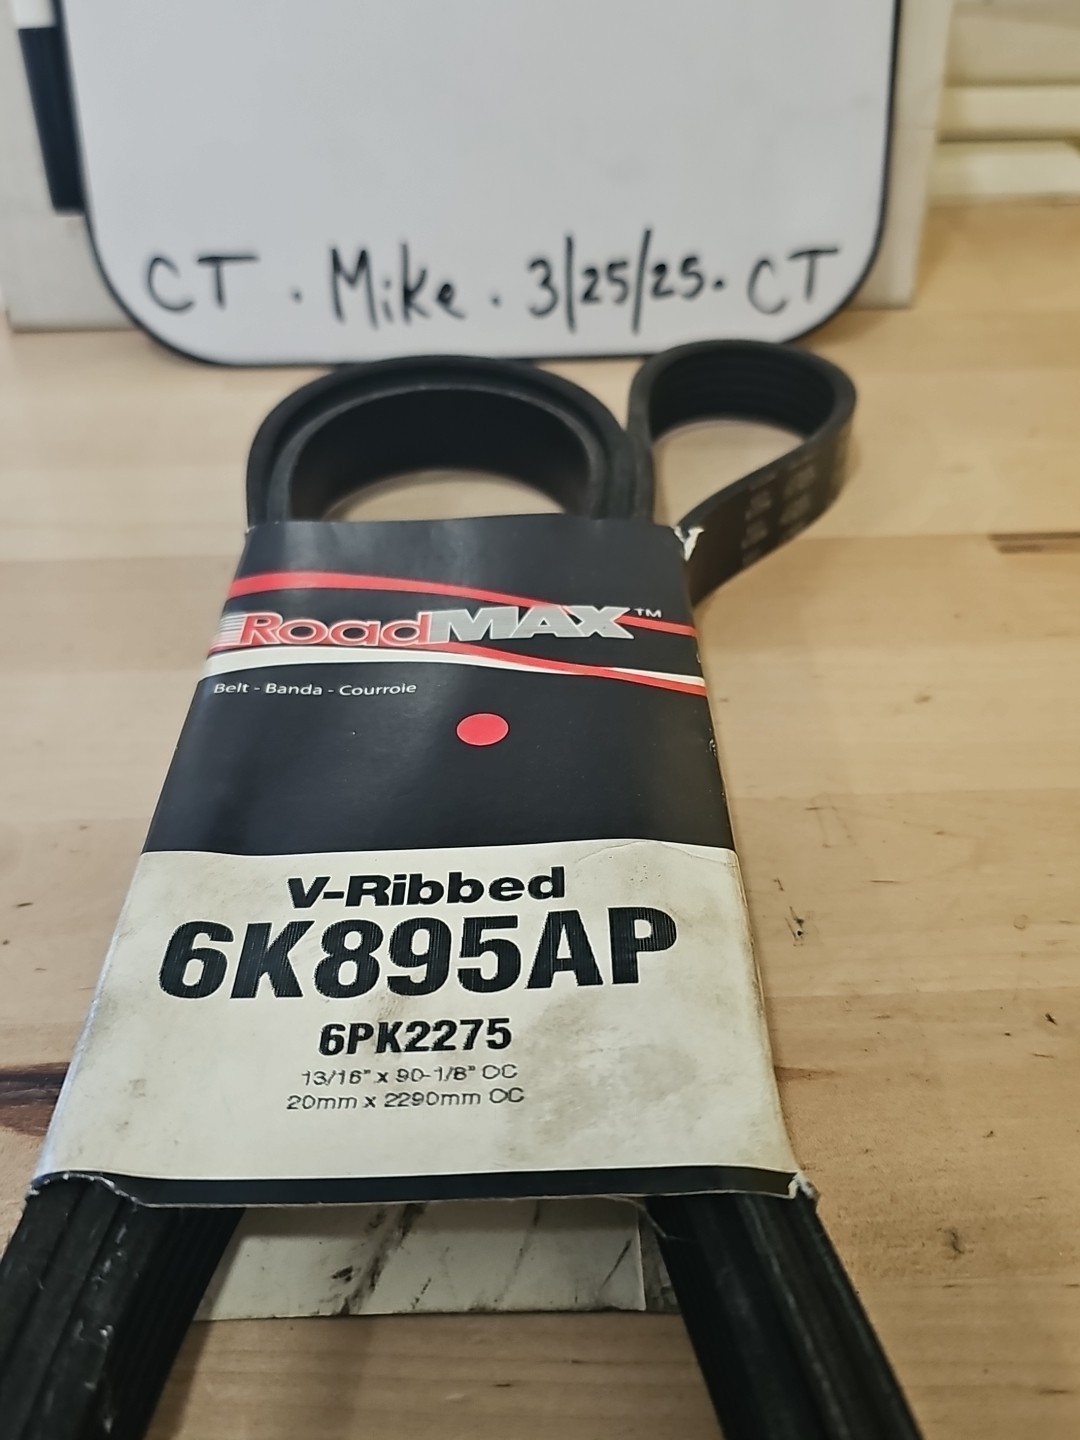 CT . Mike . 3/25/25. CT
RoadMAX™
Belt - Banda - Courroie
V-Ribbed
6K895AP
6PK2275
13/16" x 90-1/8" OC
20mm x 2290mm OC